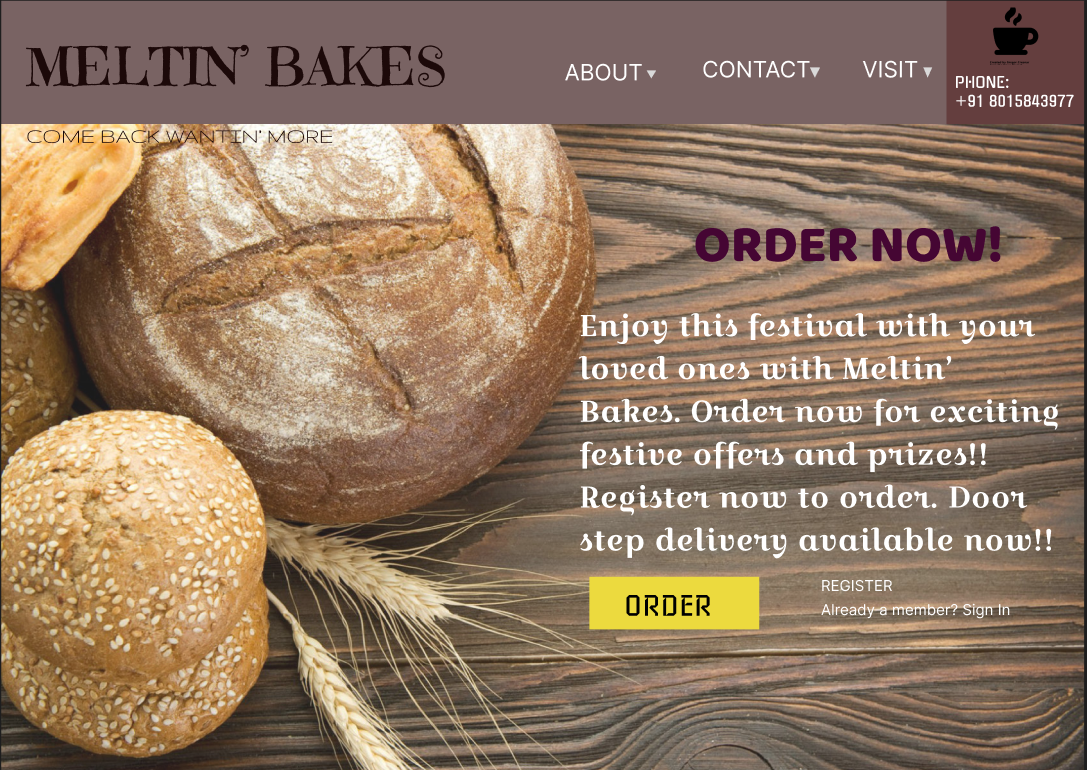 MELTIN' BAKES
ABOUT ▾
CONTACT▾
VISIT ▾
PHONE:
+91 8015843977
COME BACK WANTIN' MORE
ORDER NOW!
Enjoy this festival with your
loved ones with Meltin'
Bakes. Order now for exciting
festive offers and prizes!!
Register now to order. Door
step delivery available now!!
ORDER
REGISTER
Already a member? Sign In